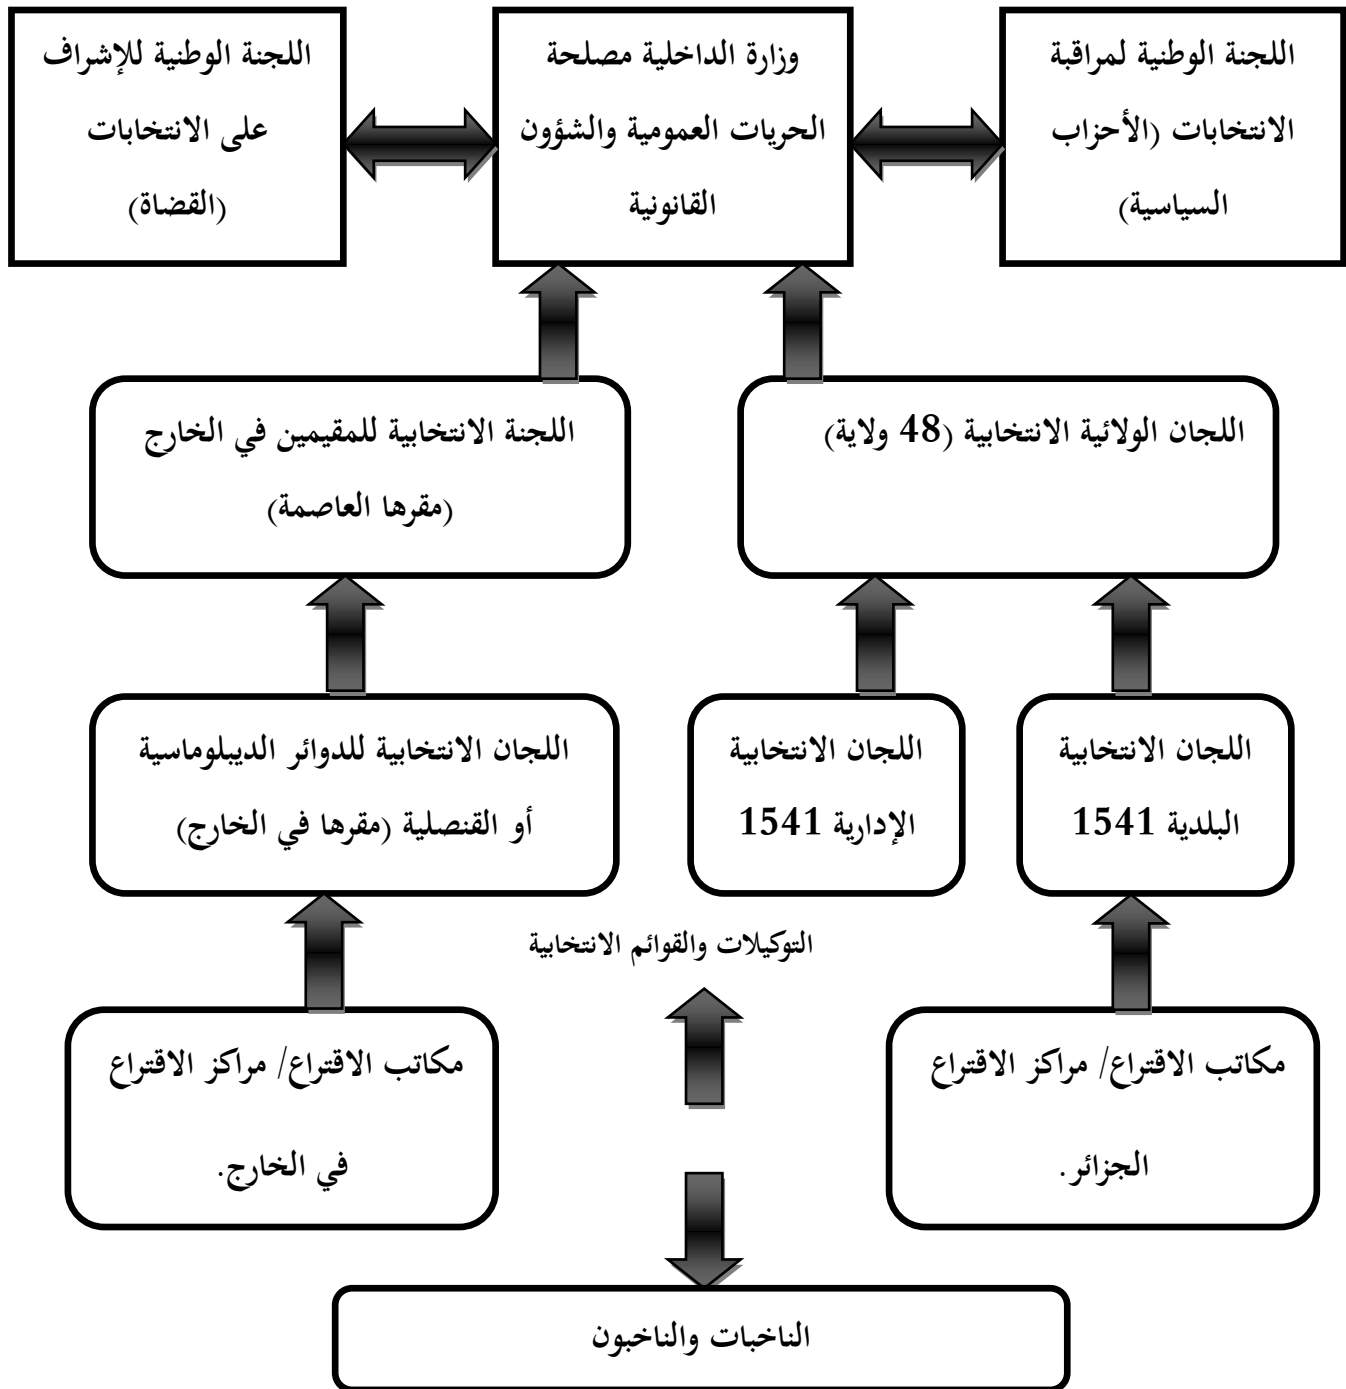 اللجنة الوطنية لمراقبة
الانتخابات (الأحزاب
السياسية)
وزارة الداخلية مصلحة
الحريات العمومية والشؤون
القانونية
اللجنة الوطنية للإشراف
على الانتخابات
(القضاة)
اللجان الولائية الانتخابية (48 ولاية)
اللجنة الانتخابية للمقيمين في الخارج
(مقرها العاصمة)
اللجان الانتخابية
البلدية 1541
اللجان الانتخابية
الإدارية 1541
اللجان الانتخابية للدوائر الديبلوماسية
أو القنصلية (مقرها في الخارج)
التوكيلات والقوائم الانتخابية
مكاتب الاقتراع/ مراكز الاقتراع
الجزائر.
مكاتب الاقتراع/ مراكز الاقتراع
في الخارج.
الناخبات والناخبون